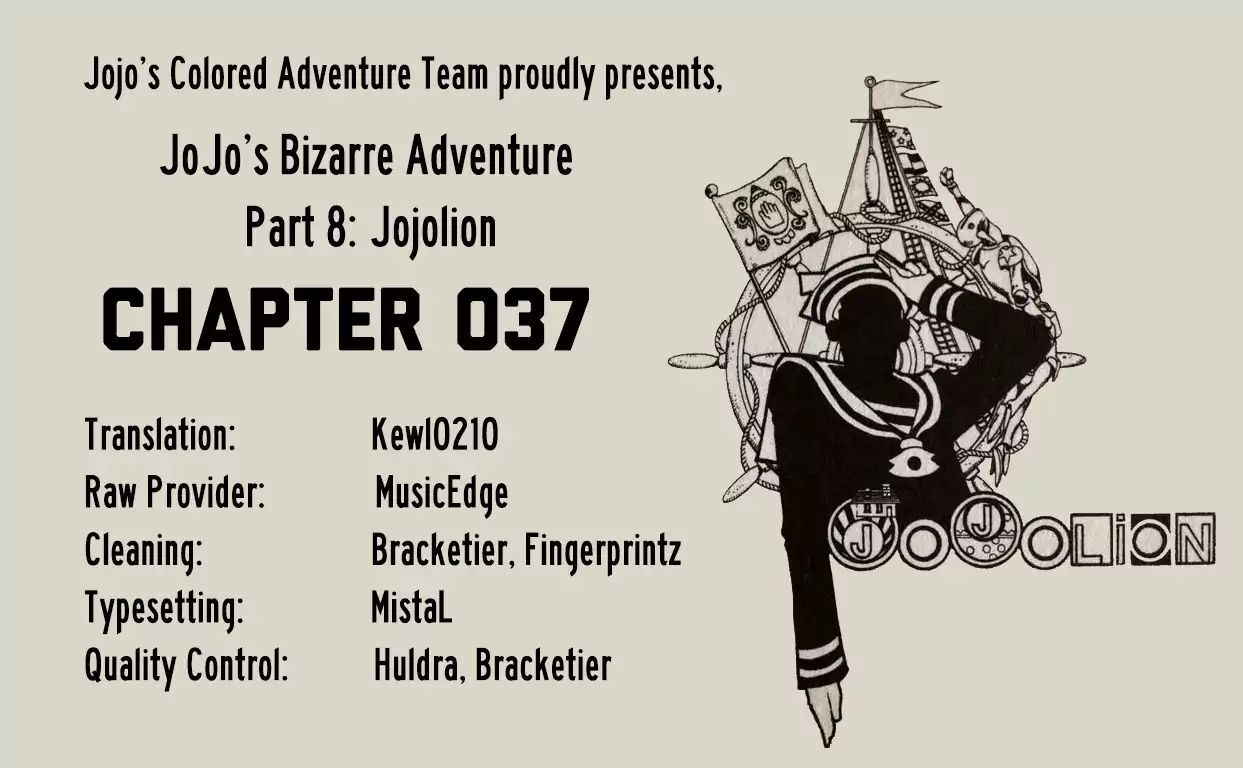 Jojo's Colored Adventure Team proudly presents,
JoJo's Bizarre Adventure
Part 8: Jojolion
CHAPTER 037
Translation: Kewl0210
Raw Provider: MusicEdge
Cleaning: Bracketier, Fingerprintz
Typesetting: MistaL
Quality Control: Huldra, Bracketier
JOJOLiON